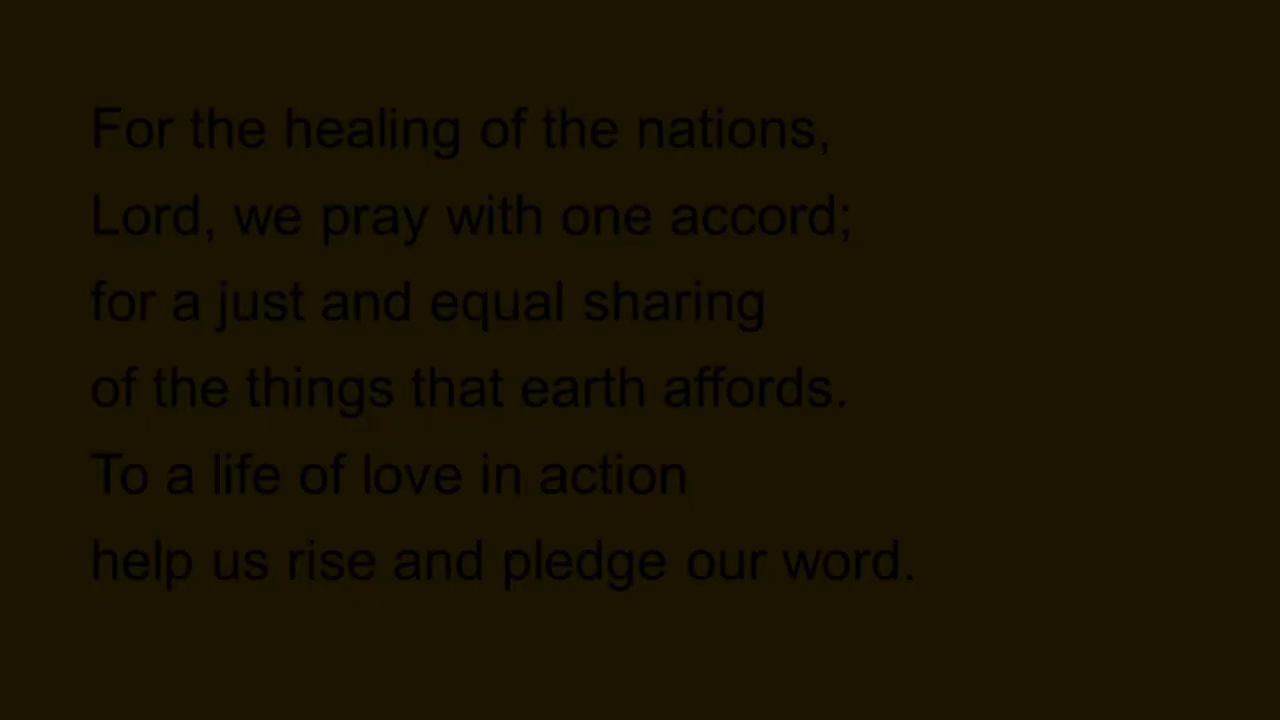 For the healing of the nations,
Lord, we pray with one accord;
for a just and equal sharing
of the things that earth affords.
To a life of love in action
help us rise and pledge our word.